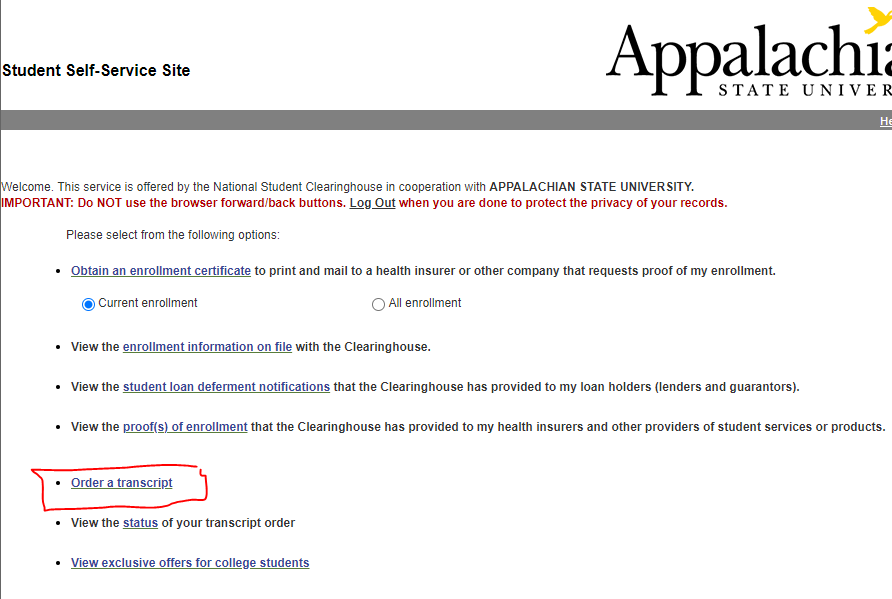 Appalachi
STATE UNIVER
Student Self-Service Site
He
Welcome. This service is offered by the National Student Clearinghouse in cooperation with APPALACHIAN STATE UNIVERSITY.
IMPORTANT: Do NOT use the browser forward/back buttons. Log Out when you are done to protect the privacy of your records.
Please select from the following options:
• Obtain an enrollment certificate to print and mail to a health insurer or other company that requests proof of my enrollment.
Current enrollment All enrollment
• View the enrollment information on file with the Clearinghouse.
• View the student loan deferment notifications that the Clearinghouse has provided to my loan holders (lenders and guarantors).
• View the proof(s) of enrollment that the Clearinghouse has provided to my health insurers and other providers of student services or products.
• Order a transcript
• View the status of your transcript order
• View exclusive offers for college students